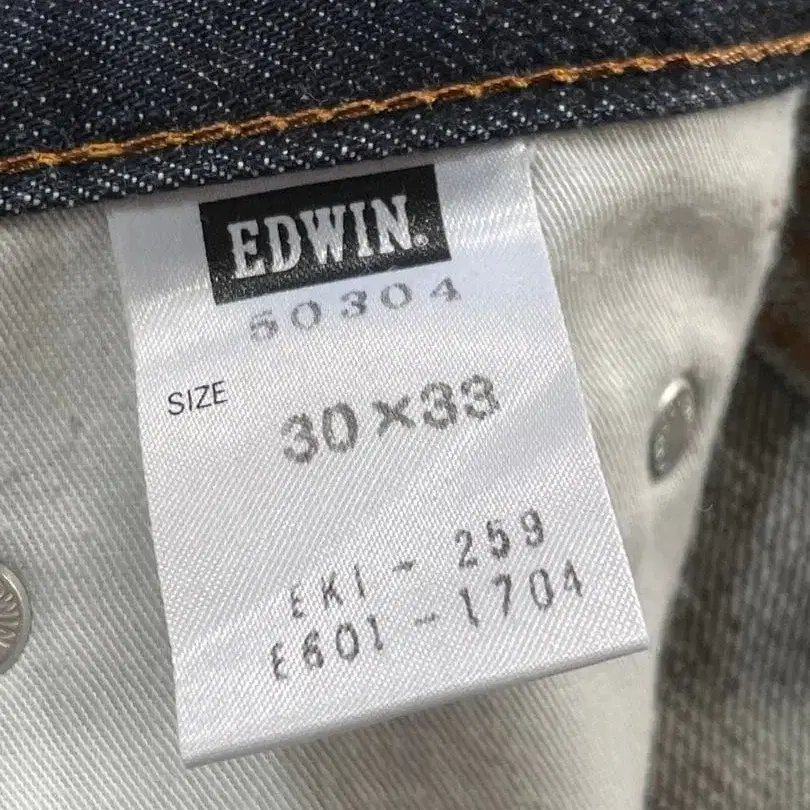 EDWIN.
50304
SIZE 30×33
EKI - 259
E601 - 1704